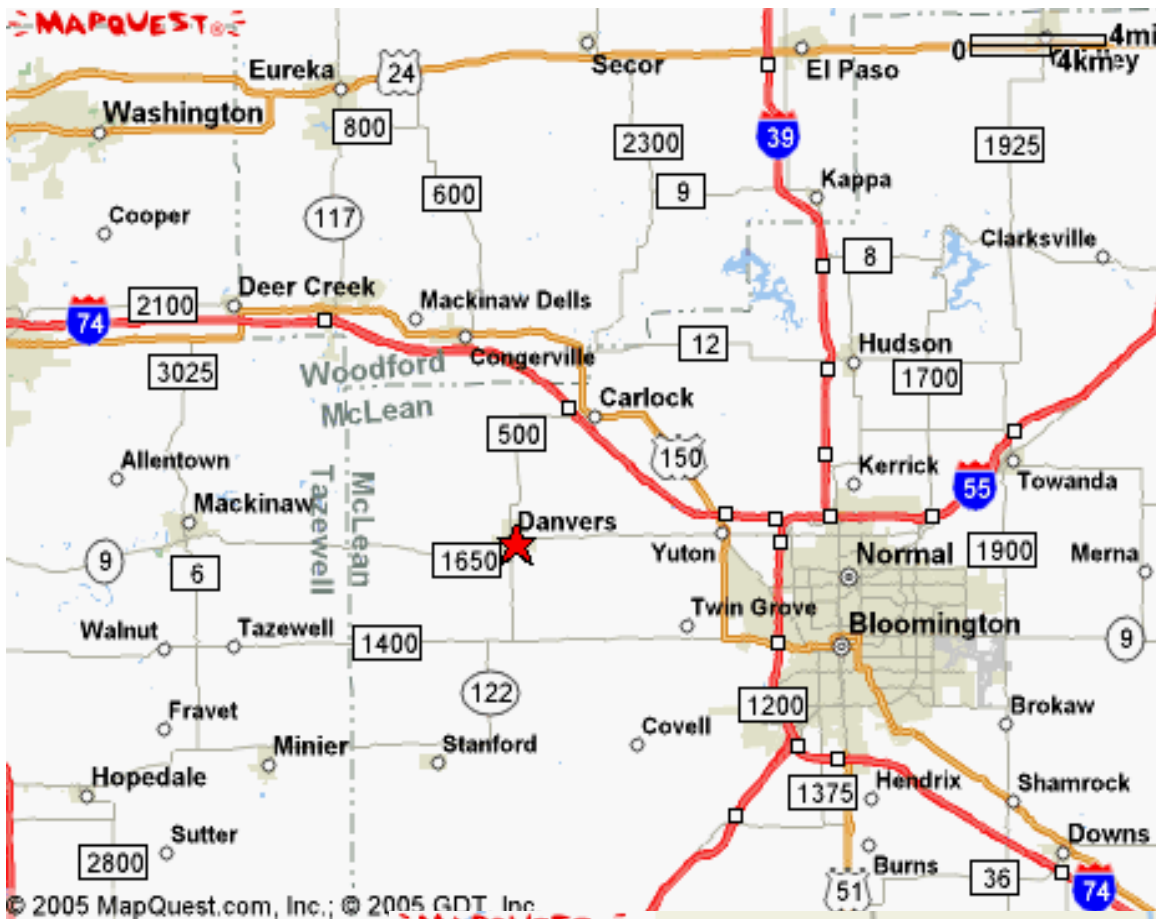 MAPQUEST®
0 4mi
4km ey
24
Eureka
Secor
El Paso
Washington
800
39
2300
1925
9
Kappa
600
Cooper
117
8
Clarksville
2100
Deer Creek
Mackinaw Dells
74
12
Hudson
Congerville
3025
Woodford
1700
McLean
Carlock
500
150
Allentown
Kerrick
Towanda
Tazewell
McLean
55
Mackinaw
Danvers
9
1650
Yuton
Normal
1900
Merna
6
Twin Grove
Walnut
Tazewell
1400
Bloomington
9
122
1200
Brokaw
Fravet
Covell
Minier
Stanford
Hopedale
1375
Hendrix
Shamrock
Sutter
Downs
2800
Burns
36
51
74
© 2005 MapQuest.com, Inc.; © 2005 GDT, Inc